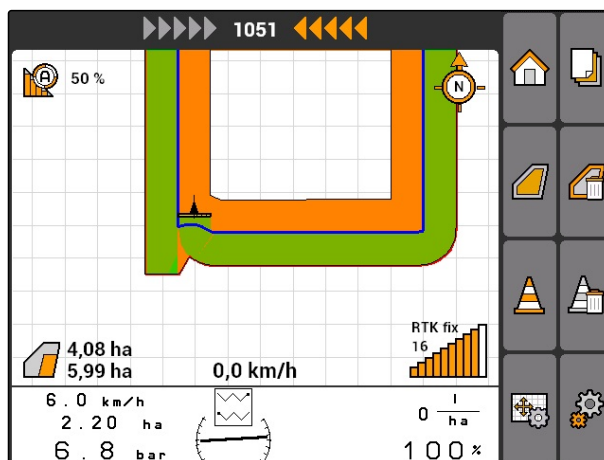 1051
A 50 %
N
RTK fix
16
4,08 ha
5,99 ha
0,0 km/h
6.0 km/h
2.20 ha
6.8 bar
0 l/ha
100 %